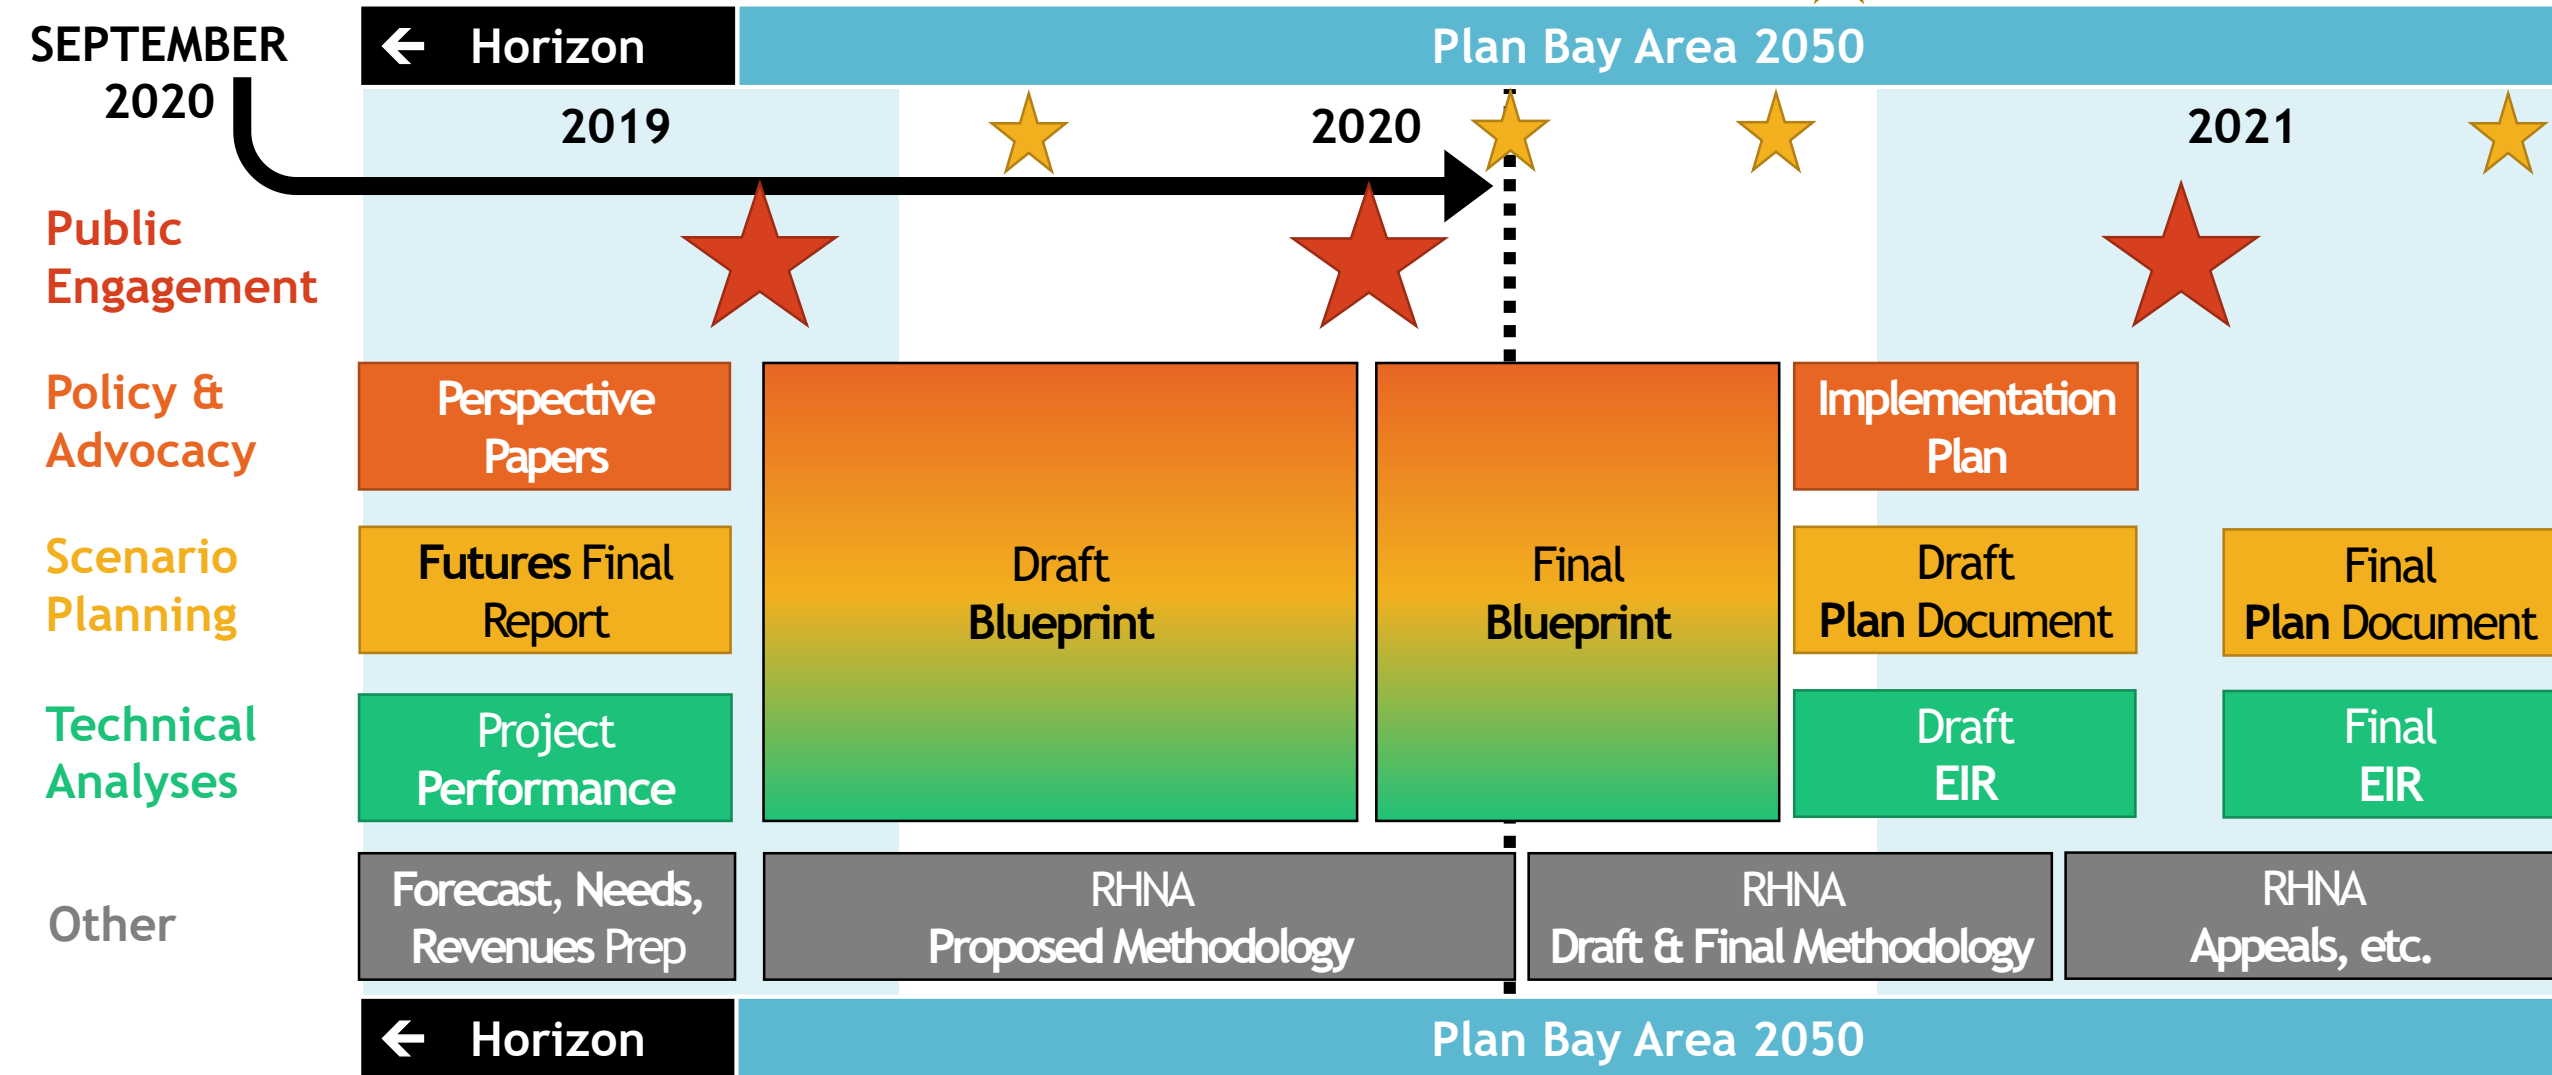 SEPTEMBER
2020
← Horizon
Plan Bay Area 2050
2019
2020
2021
Public
Engagement
Policy &
Advocacy
Perspective
Papers
Implementation
Plan
Scenario
Planning
Futures Final
Report
Draft
Blueprint
Final
Blueprint
Draft
Plan Document
Final
Plan Document
Technical
Analyses
Project
Performance
Draft
EIR
Final
EIR
Other
Forecast, Needs,
Revenues Prep
RHNA
Proposed Methodology
RHNA
Draft & Final Methodology
RHNA
Appeals, etc.
← Horizon
Plan Bay Area 2050